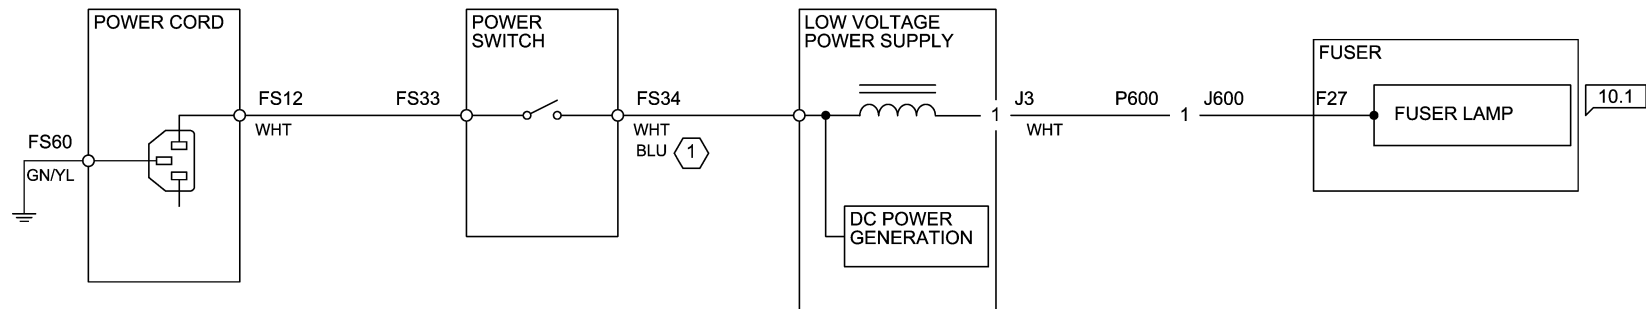 POWER CORD
POWER
SWITCH
LOW VOLTAGE
POWER SUPPLY
FUSER
FS12
FS33
FS34
J3
P600
J600
F27
10.1
1
1
FUSER LAMP
WHT
WHT
WHT
BLU
1
FS60
GN/YL
DC POWER
GENERATION